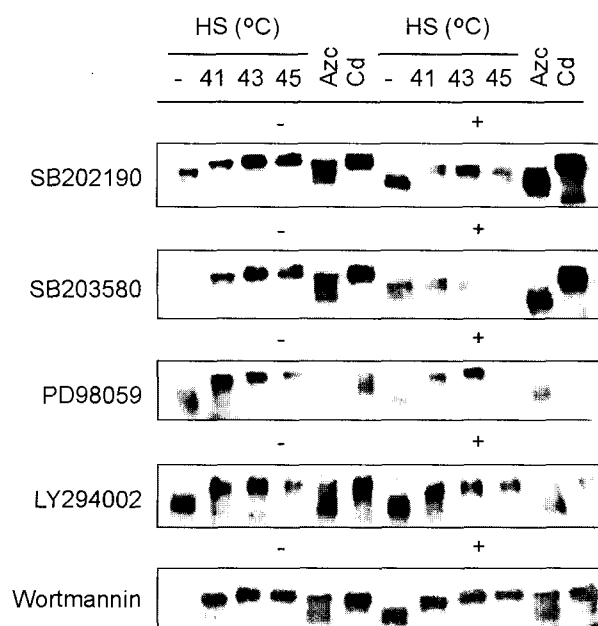 HS (ºC) HS (ºC)
- 41 43 45 Azc Cd - 41 43 45 Azc Cd
- +
SB202190
- +
SB203580
- +
PD98059
- +
LY294002
- +
Wortmannin